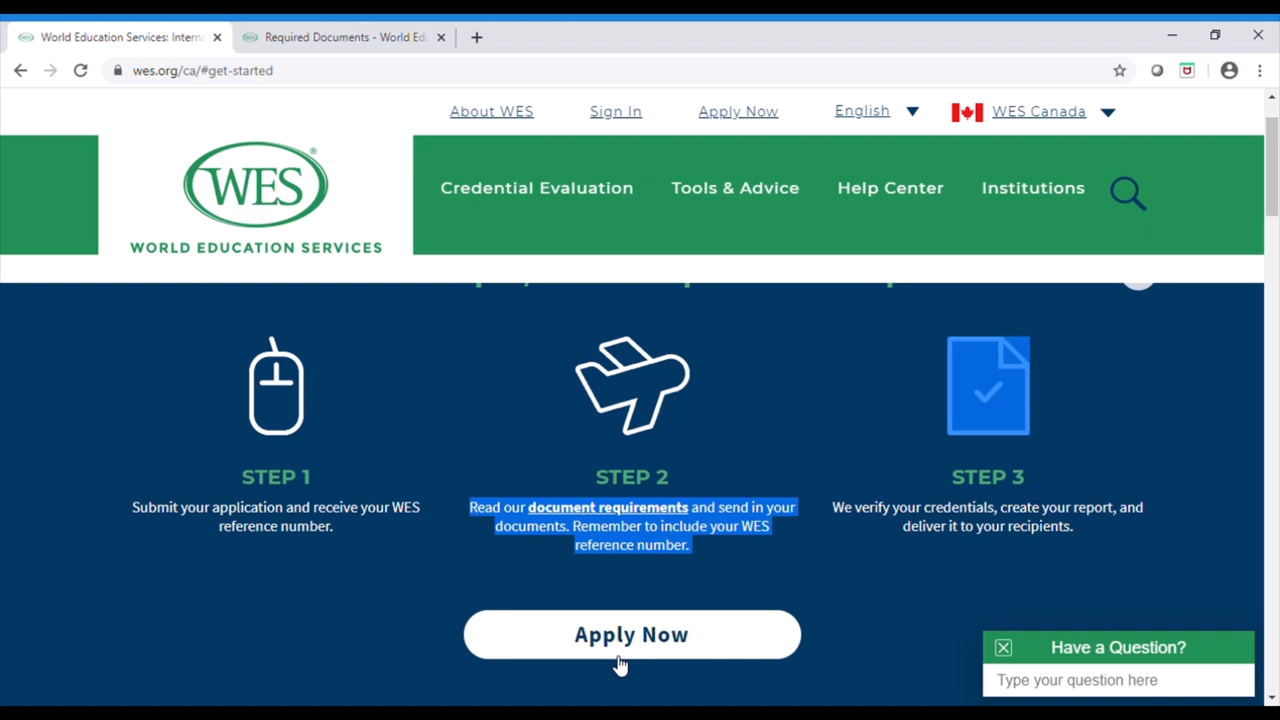 World Education Services: Intern
Required Documents - World Ed
wes.org/ca/#get-started
About WES
Sign In
Apply Now
English
WES Canada
WES
®
WORLD EDUCATION SERVICES
Credential Evaluation
Tools & Advice
Help Center
Institutions
STEP 1
Submit your application and receive your WES
reference number.
STEP 2
Read our document requirements and send in your
documents. Remember to include your WES
reference number.
STEP 3
We verify your credentials, create your report, and
deliver it to your recipients.
Apply Now
Have a Question?
Type your question here